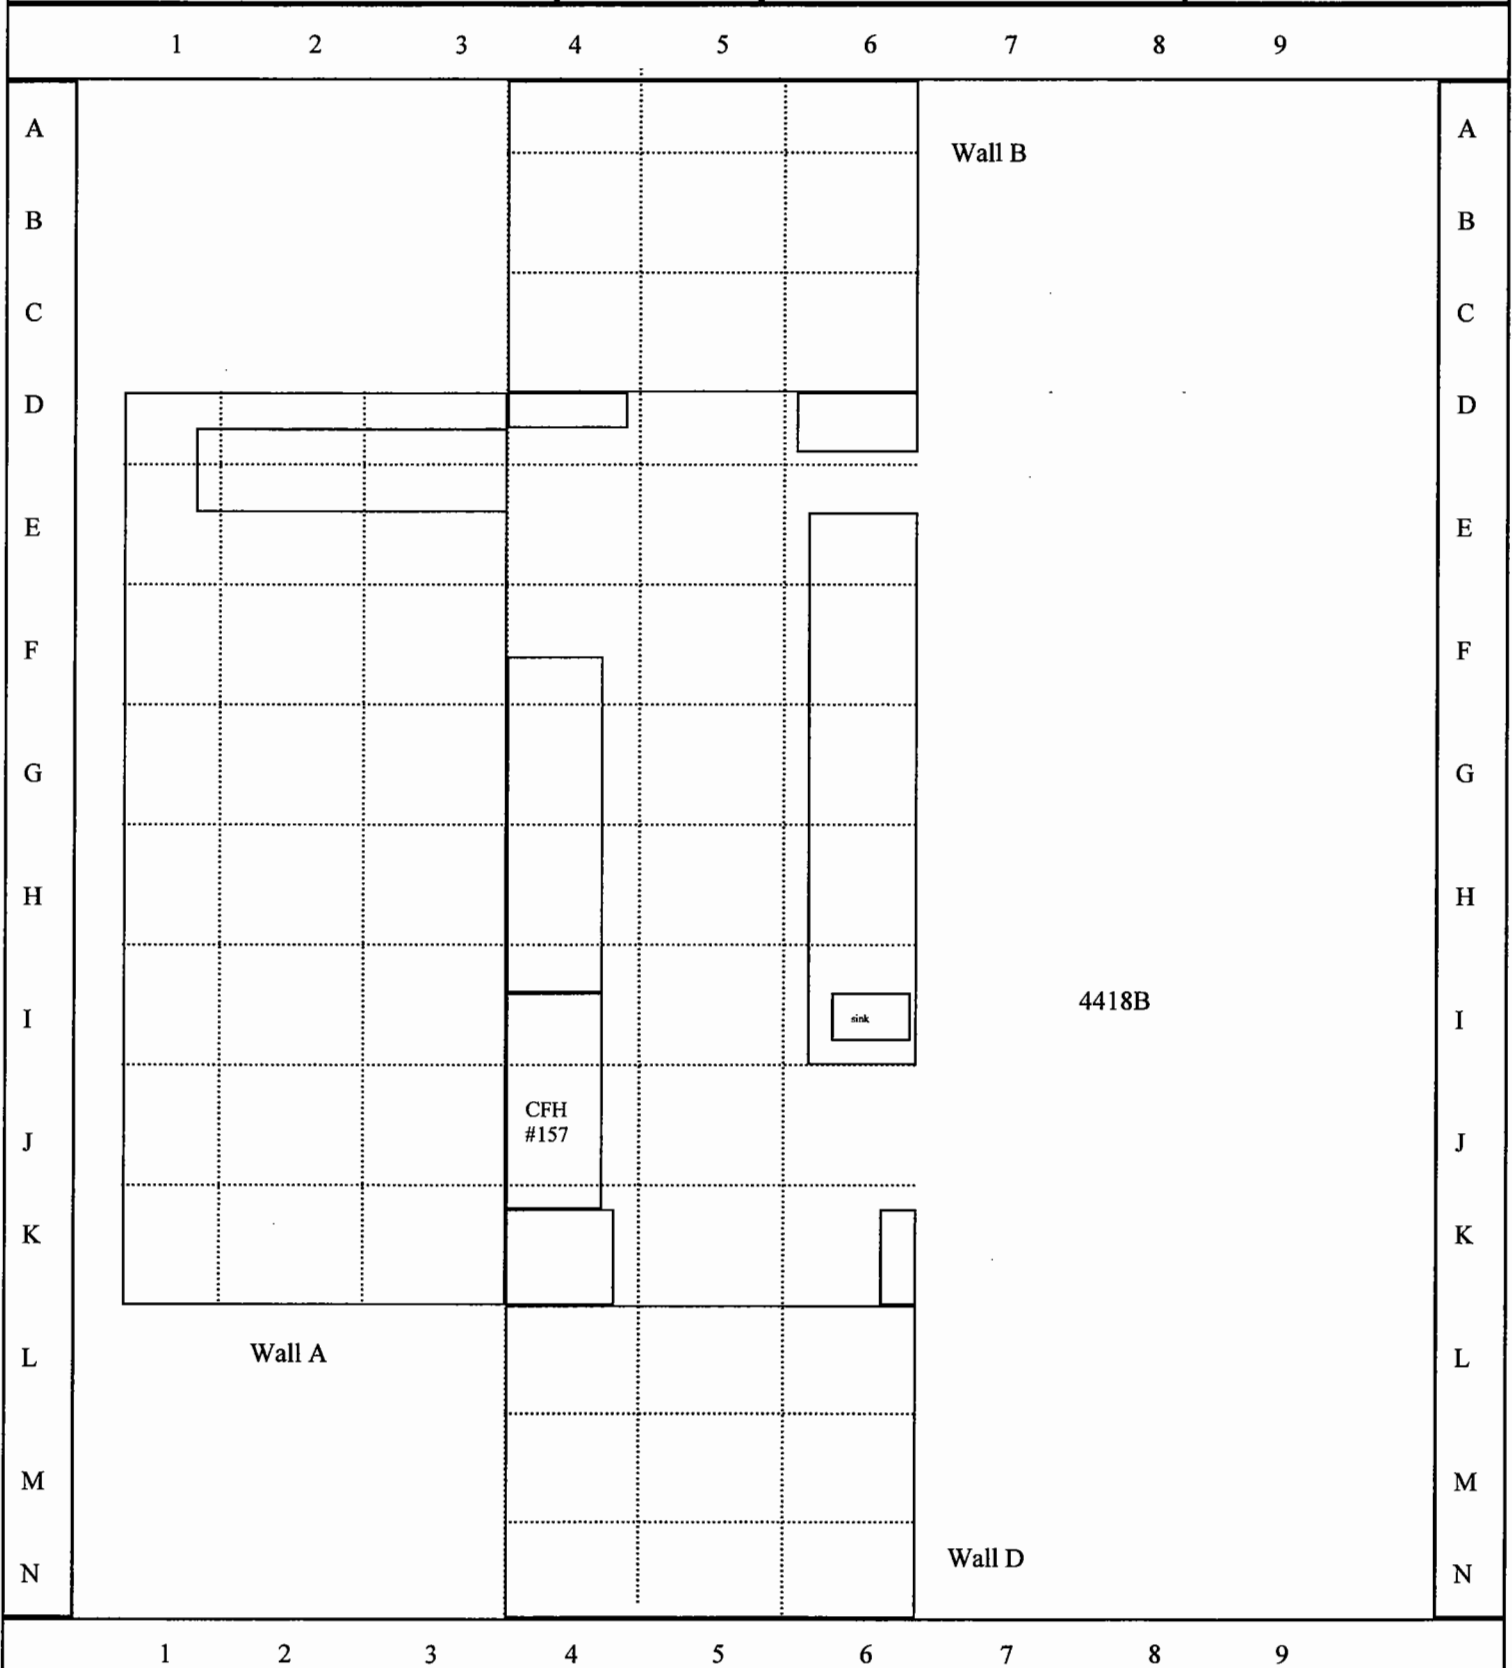 1 2 3 4 5 6 7 8 9
A A
Wall B
B B
C C
D D
E E
F F
G G
H H
4418B
I sink I
CFH
#157
J J
K K
Wall A
L L
M M
Wall D
N N
1 2 3 4 5 6 7 8 9